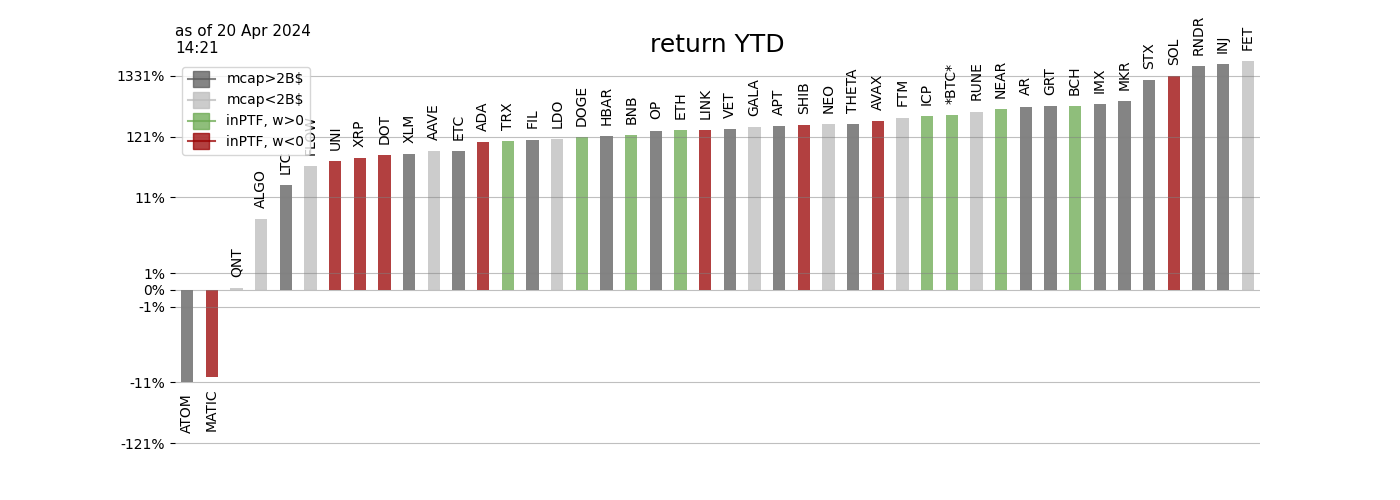 as of 20 Apr 2024
14:21
return YTD
mcap>2B$
mcap<2B$
inPTF, w>0
inPTF, w<0
1331%
121%
11%
1%
0%
-1%
-11%
-121%
ATOM
MATIC
QNT
ALGO
LTC
FLOW
UNI
XRP
DOT
XLM
AAVE
ETC
ADA
TRX
FIL
LDO
DOGE
HBAR
BNB
OP
ETH
LINK
VET
GALA
APT
SHIB
NEO
THETA
AVAX
FTM
ICP
*BTC*
RUNE
NEAR
AR
GRT
BCH
IMX
MKR
STX
SOL
RNDR
INJ
FET